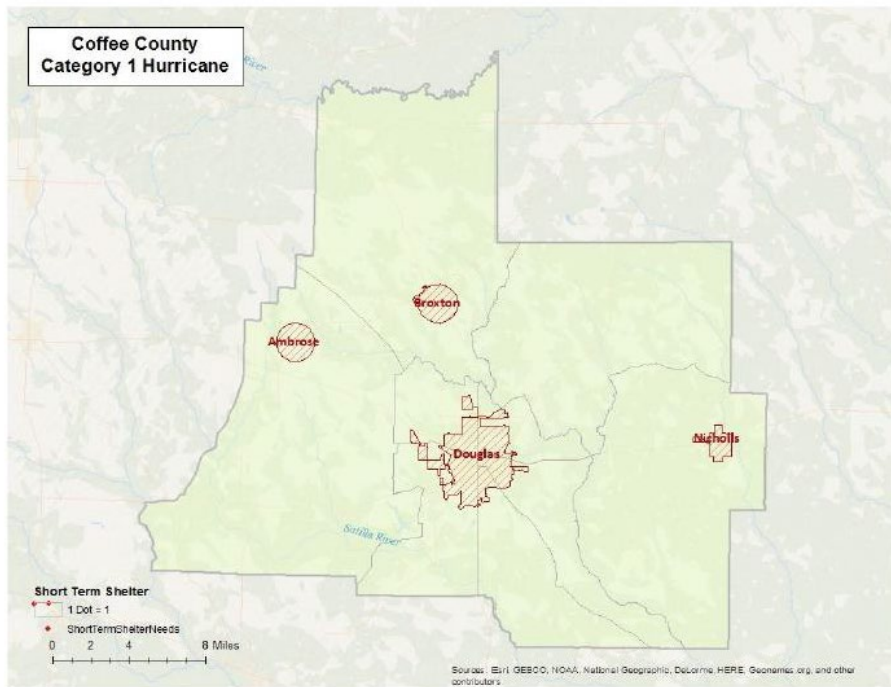 Coffee County
Category 1 Hurricane
River
Broxton
Ambrose
Nicholls
Douglas
Satilla River
Short Term Shelter
1 Dot = 1
ShortTermShelterNeeds
0 2 4 8 Miles
Sources: Esri, GEBCO, NOAA, National Geographic, DeLorme, HERE, Geonames.org, and other
contributors